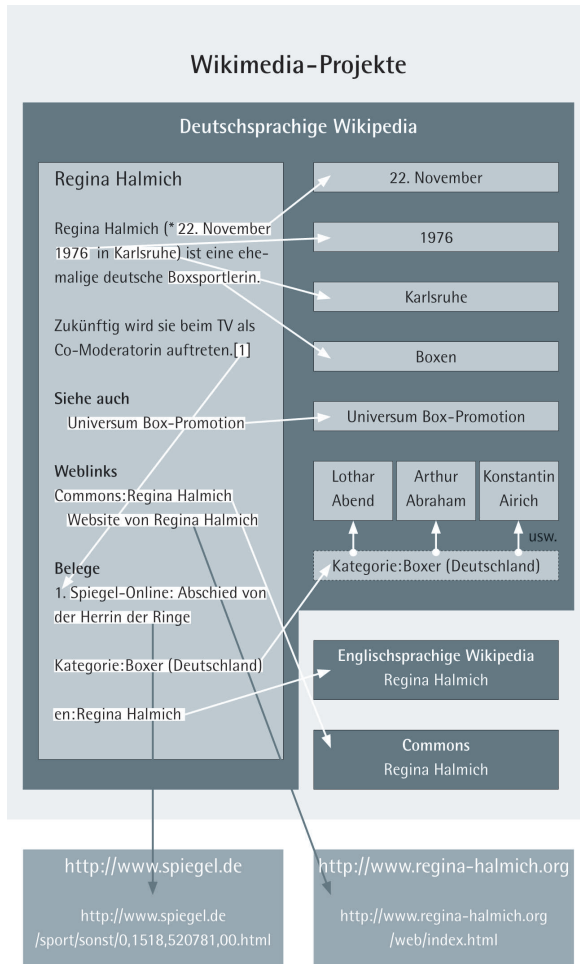 Wikimedia-Projekte
Deutschsprachige Wikipedia
Regina Halmich
Regina Halmich (* 22. November
1976 in Karlsruhe) ist eine ehe-
malige deutsche Boxsportlerin.
Zukünftig wird sie beim TV als
Co-Moderatorin auftreten.[1]
Siehe auch
Universum Box-Promotion
Weblinks
Commons:Regina Halmich
Website von Regina Halmich
Belege
1. Spiegel-Online: Abschied von
der Herrin der Ringe
Kategorie:Boxer (Deutschland)
en:Regina Halmich
22. November
1976
Karlsruhe
Boxen
Universum Box-Promotion
Lothar
Abend
Arthur
Abraham
Konstantin
Airich
usw.
Kategorie:Boxer (Deutschland)
Englischsprachige Wikipedia
Regina Halmich
Commons
Regina Halmich
http://www.spiegel.de
http://www.spiegel.de
/sport/sonst/0,1518,520781,00.html
http://www.regina-halmich.org
http://www.regina-halmich.org
/web/index.html